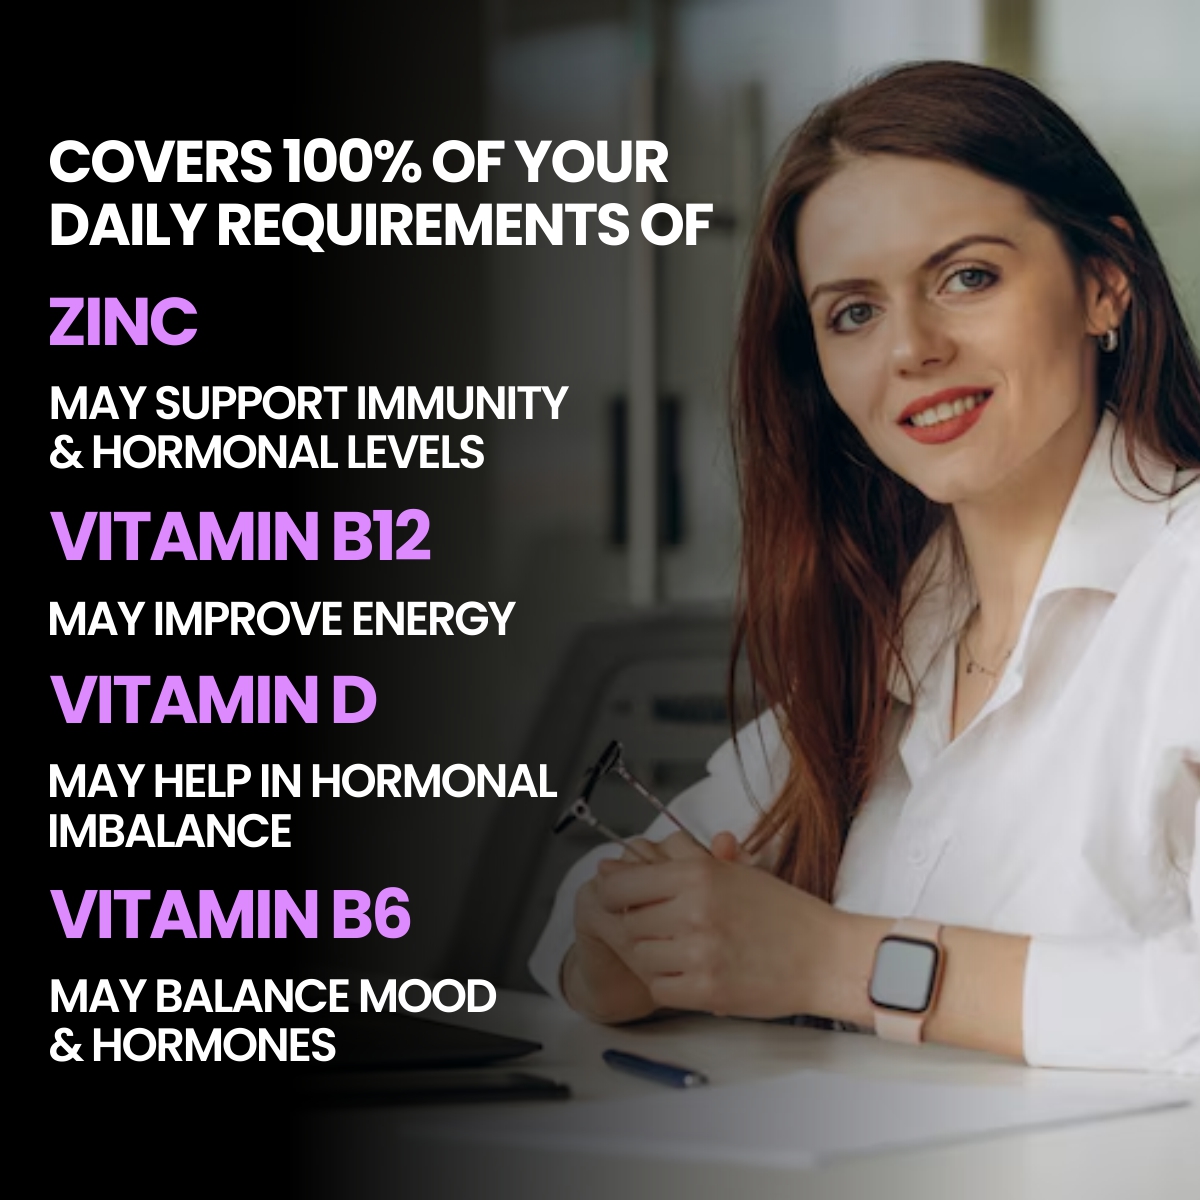 COVERS 100% OF YOUR
DAILY REQUIREMENTS OF
ZINC
MAY SUPPORT IMMUNITY
& HORMONAL LEVELS
VITAMIN B12
MAY IMPROVE ENERGY
VITAMIN D
MAY HELP IN HORMONAL
IMBALANCE
VITAMIN B6
MAY BALANCE MOOD
& HORMONES